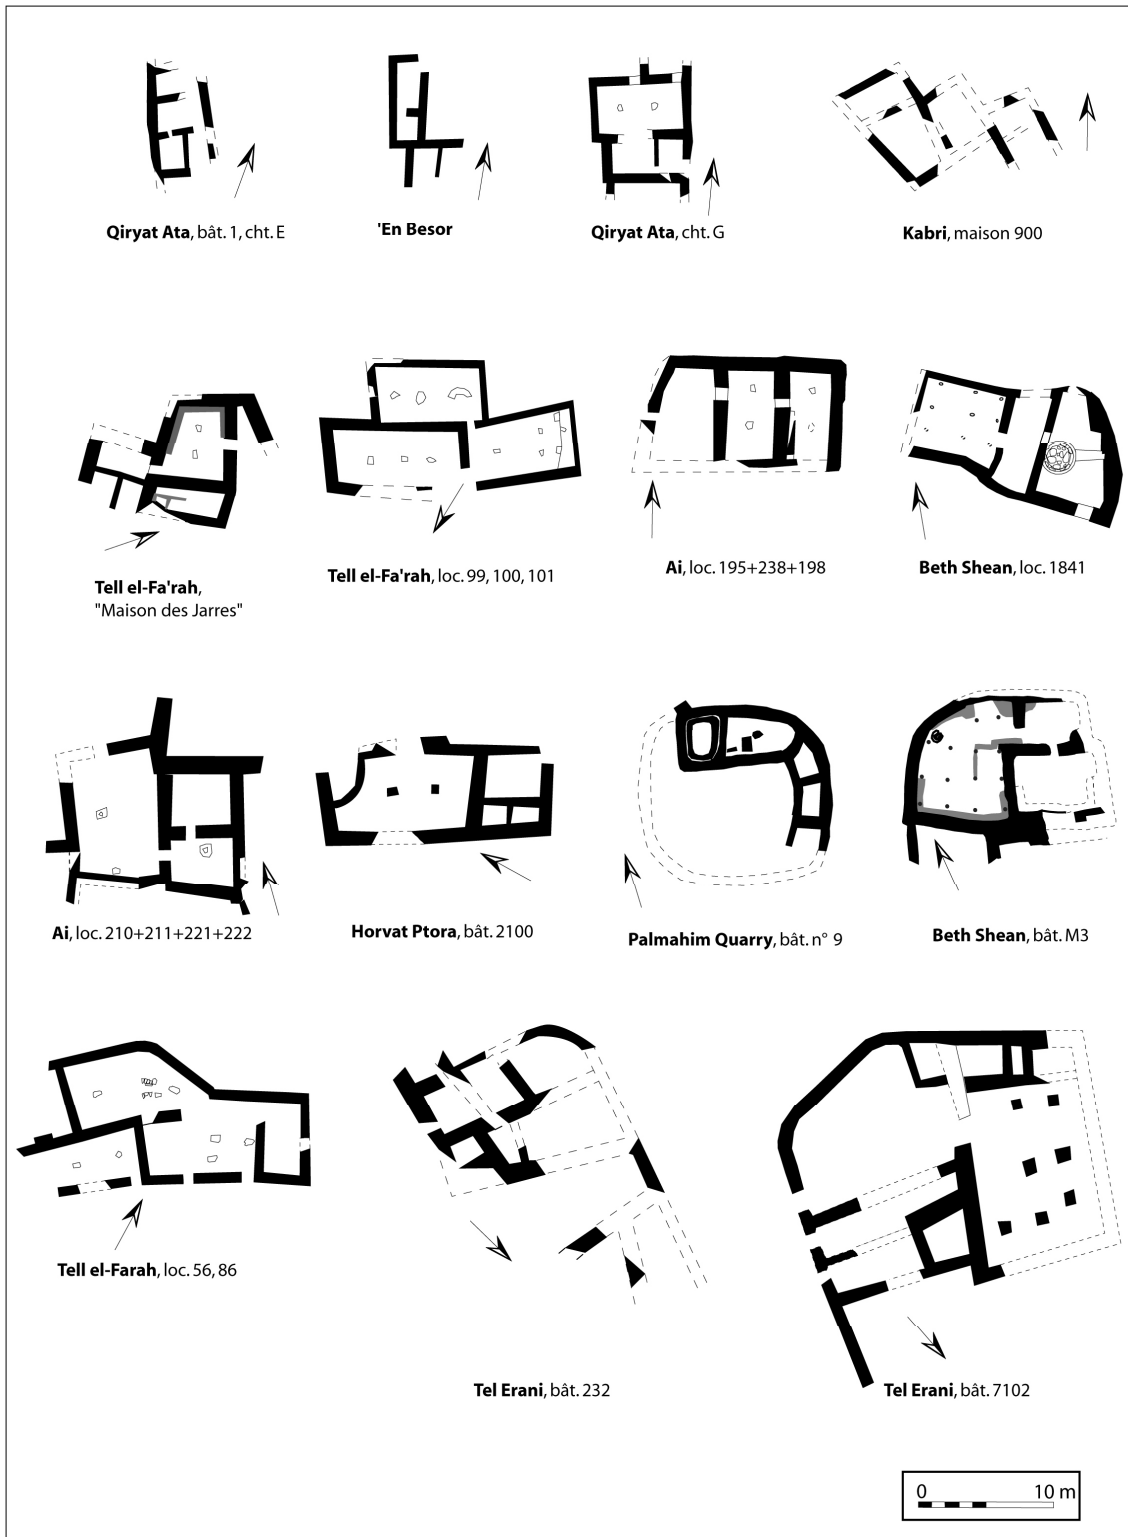 Qiryat Ata, bât. 1, cht. E
'En Besor
Qiryat Ata, cht. G
Kabri, maison 900
Tell el-Fa'rah,
"Maison des Jarres"
Tell el-Fa'rah, loc. 99, 100, 101
Ai, loc. 195+238+198
Beth Shean, loc. 1841
Ai, loc. 210+211+221+222
Horvat Ptora, bât. 2100
Palmahim Quarry, bât. n° 9
Beth Shean, bât. M3
Tell el-Farah, loc. 56, 86
Tel Erani, bât. 232
Tel Erani, bât. 7102
0 10 m